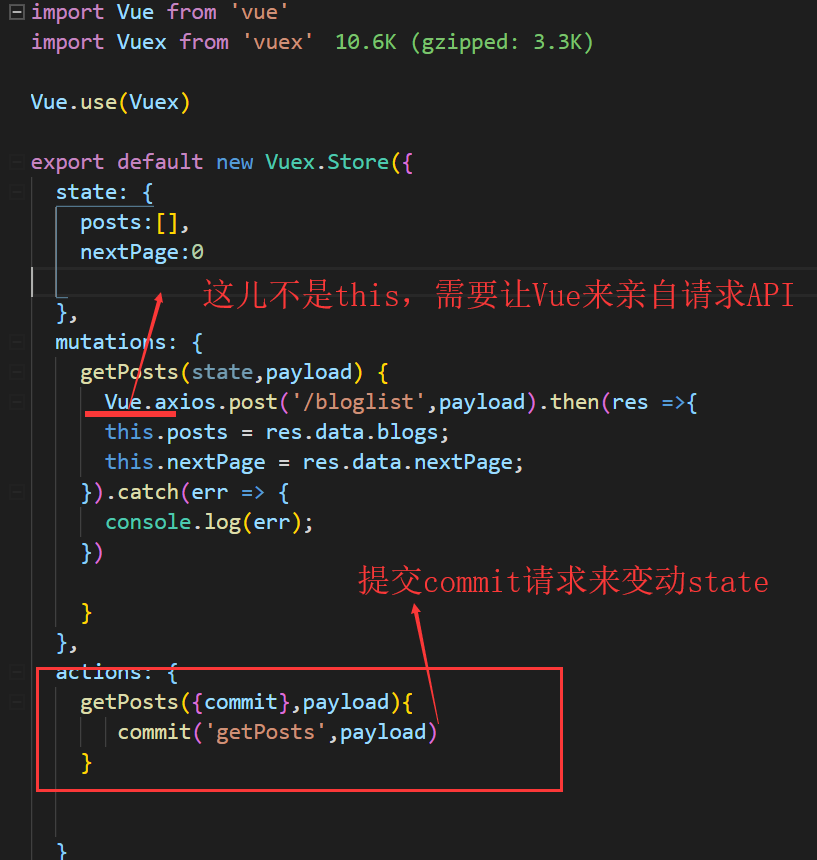 import Vue from 'vue'
import Vuex from 'vuex' 10.6K (gzipped: 3.3K)
Vue.use(Vuex)
export default new Vuex.Store({
state: {
posts:[],
nextPage:0
这儿不是this，需要让Vue来亲自请求API
},
mutations: {
getPosts(state,payload) {
Vue.axios.post('/bloglist',payload).then(res =>{
this.posts = res.data.blogs;
this.nextPage = res.data.nextPage;
}).catch(err => {
console.log(err);
})
提交commit请求来变动state
}
},
actions: {
getPosts({commit},payload){
commit('getPosts',payload)
}
}